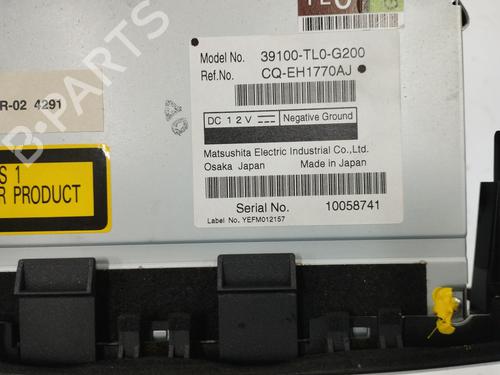 B-PARTS
Model No. 39100-TL0-G200
Ref.No. CQ-EH1770AJ
R-02 4291
DC 12V Negative Ground
Matsushita Electric Industrial Co.,Ltd.
Osaka Japan Made in Japan
S 1
R PRODUCT
Serial No. 10058741
Label No. YEFM012157